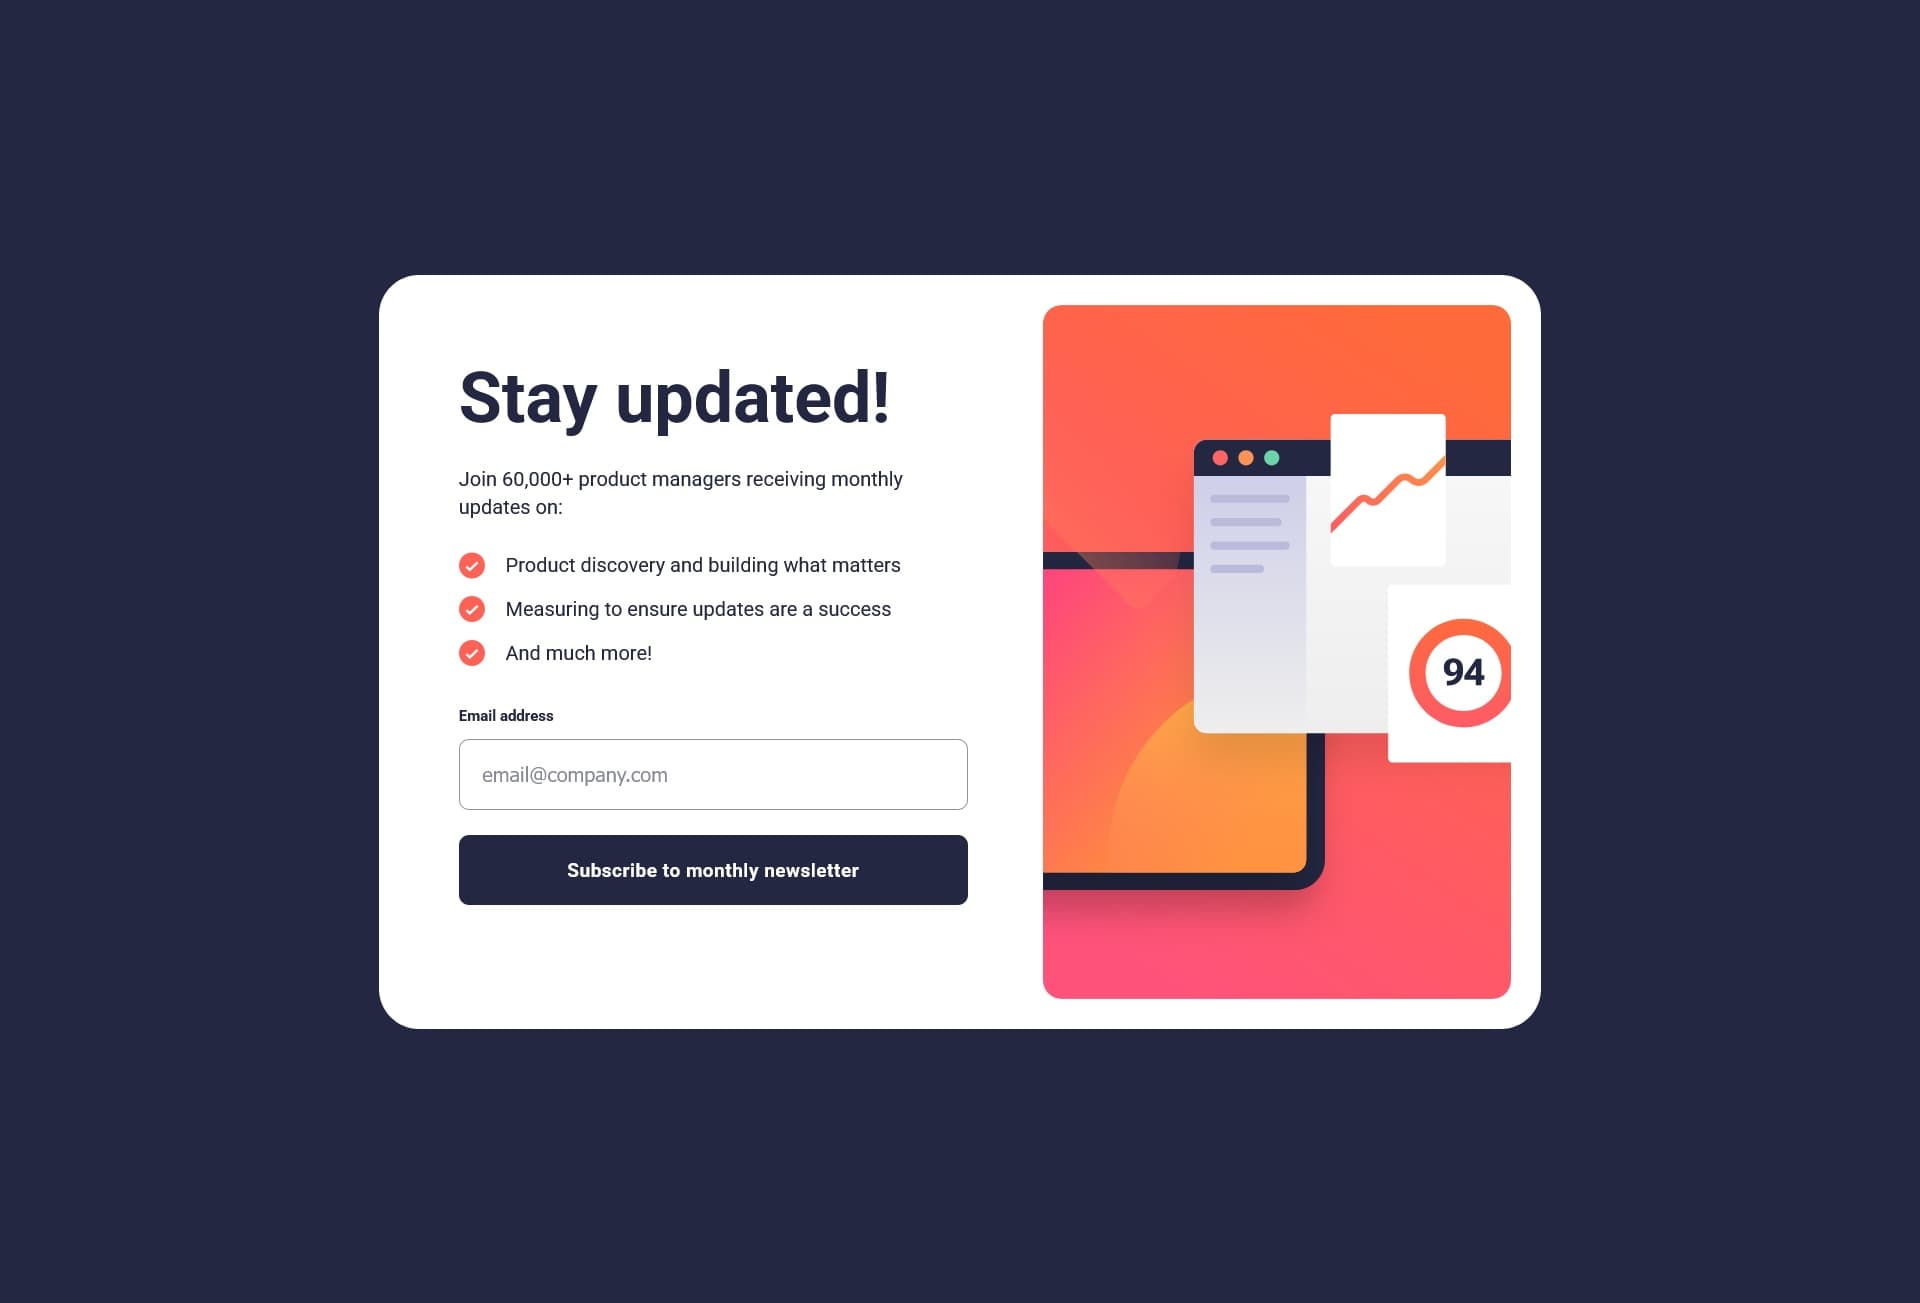 Stay updated!
Join 60,000+ product managers receiving monthly
updates on:
Product discovery and building what matters
Measuring to ensure updates are a success
And much more!
Email address
email@company.com
Subscribe to monthly newsletter
94